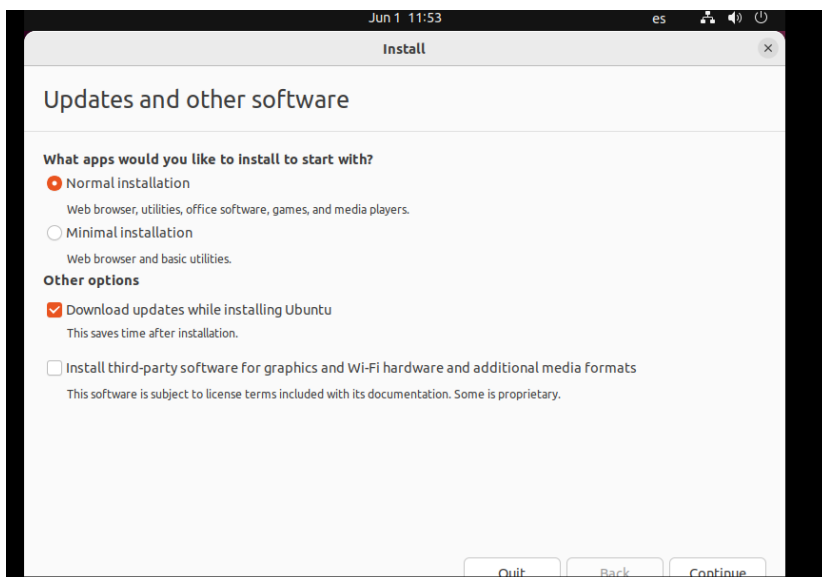 Jun 1 11:53 es
Install
Updates and other software
What apps would you like to install to start with?
Normal installation
Web browser, utilities, office software, games, and media players.
Minimal installation
Web browser and basic utilities.
Other options
Download updates while installing Ubuntu
This saves time after installation.
Install third-party software for graphics and Wi-Fi hardware and additional media formats
This software is subject to license terms included with its documentation. Some is proprietary.
Quit Back Continue